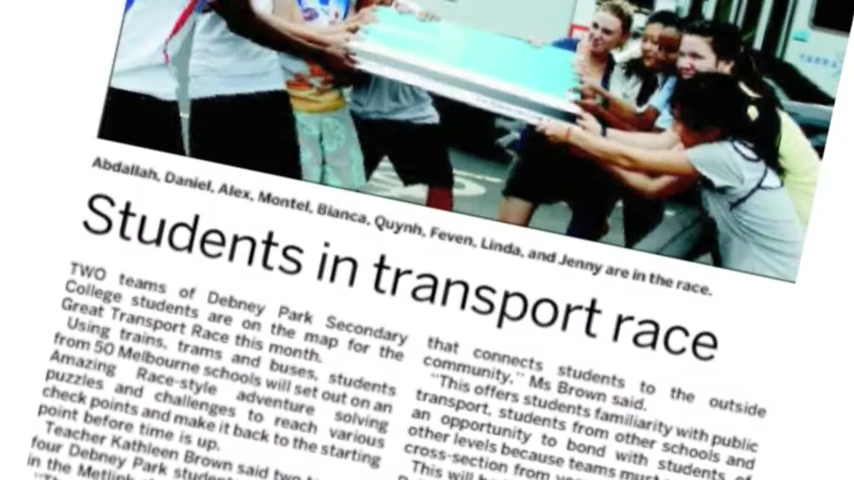 Abdallah, Daniel, Alex, Montel, Bianca, Quynh, Feven, Linda, and Jenny are in the race.
Students in transport race
TWO teams of Debney Park Secondary
College students are on the map for the
Great Transport Race this month.
Using trains, trams and buses, students
from 50 Melbourne schools will set out on an
Amazing Race-style adventure solving
puzzles and challenges to reach various
check points and make it back to the starting
point before time is up.
Teacher Kathleen Brown said two
four Debney Park
in the Metlink
that connects students to the outside
community," Ms Brown said.
"This offers students familiarity with public
transport, students from other schools and
an opportunity to bond with students of
other levels because teams must
cross-section from
This will